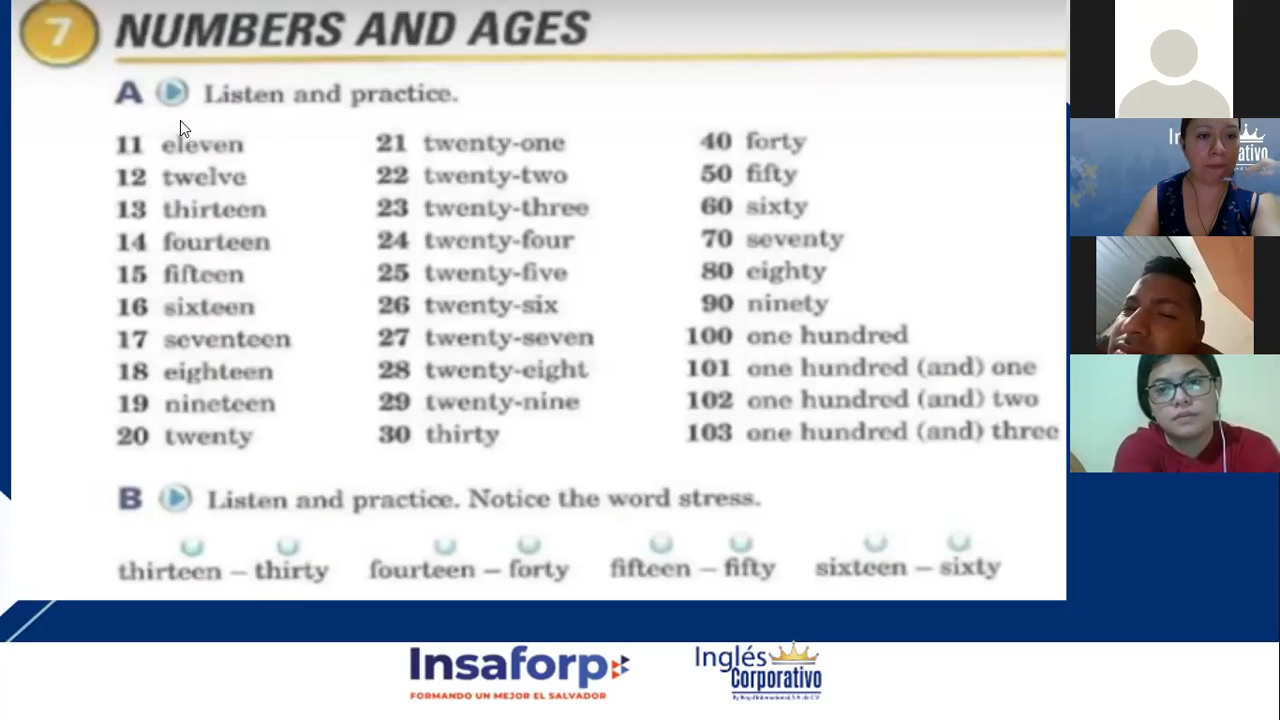 7 NUMBERS AND AGES
A Listen and practice.
11 eleven 21 twenty-one 40 forty
12 twelve 22 twenty-two 50 fifty
13 thirteen 23 twenty-three 60 sixty
14 fourteen 24 twenty-four 70 seventy
15 fifteen 25 twenty-five 80 eighty
16 sixteen 26 twenty-six 90 ninety
17 seventeen 27 twenty-seven 100 one hundred
18 eighteen 28 twenty-eight 101 one hundred (and) one
19 nineteen 29 twenty-nine 102 one hundred (and) two
20 twenty 30 thirty 103 one hundred (and) three
B Listen and practice. Notice the word stress.
thirteen – thirty fourteen – forty fifteen – fifty sixteen – sixty
Insaforp
FORMANDO UN MEJOR EL SALVADOR
Inglés
Corporativo